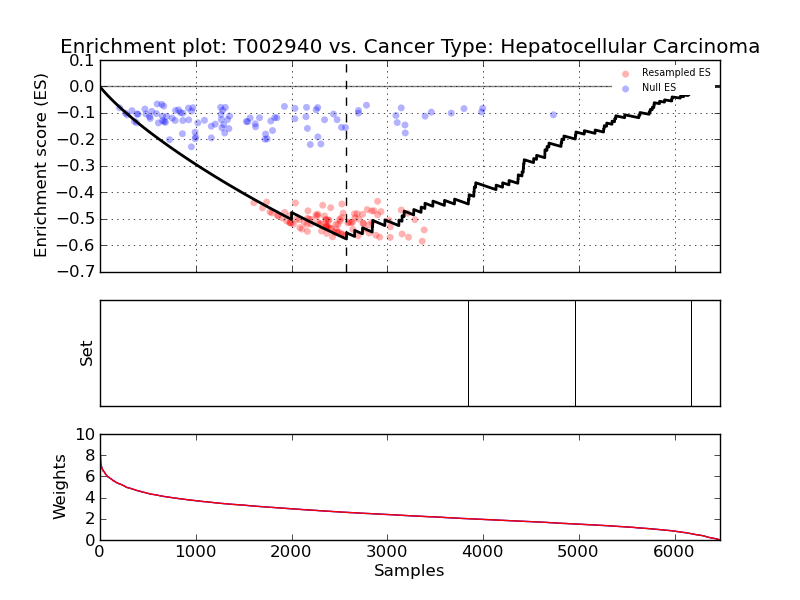 Enrichment plot: T002940 vs. Cancer Type: Hepatocellular Carcinoma
0.1
0.0
−0.1
−0.2
−0.3
−0.4
−0.5
−0.6
−0.7
Enrichment score (ES)
Resampled ES
Null ES
Set
10
8
6
4
2
0
Weights
0 1000 2000 3000 4000 5000 6000
Samples